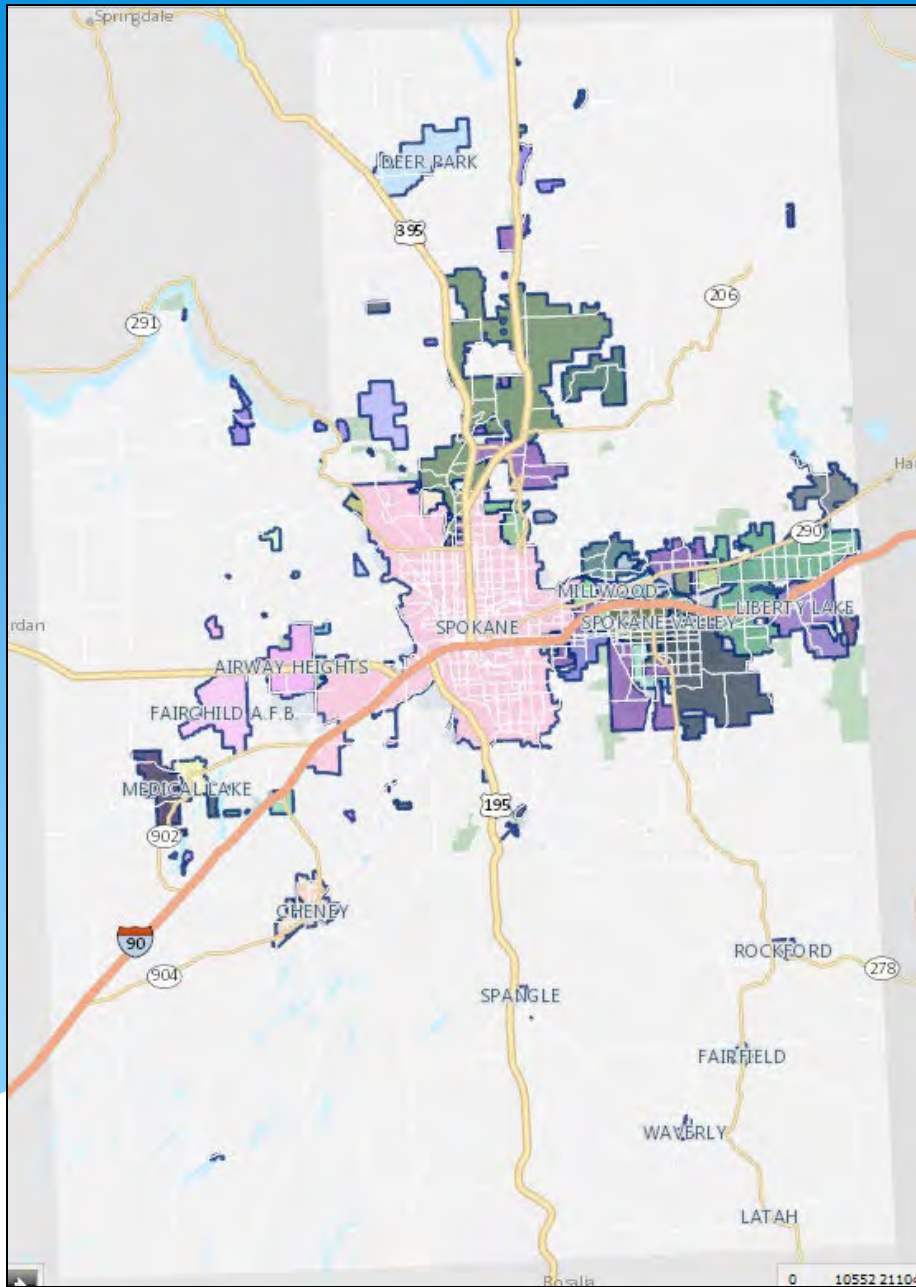 Springdale
DEER PARK
395
206
291
Ha
290
MILLWOOD
LIBERTY LAKE
SPOKANE
SPOKANE VALLEY
rdan
AIRWAY HEIGHTS
FAIRCHILD A.F.B.
MEDICAL LAKE
195
902
CHENEY
90
ROCKFORD
904
278
SPANGLE
FAIRFIELD
WAVERLY
LATAH
Rosalia
0 10552 21104